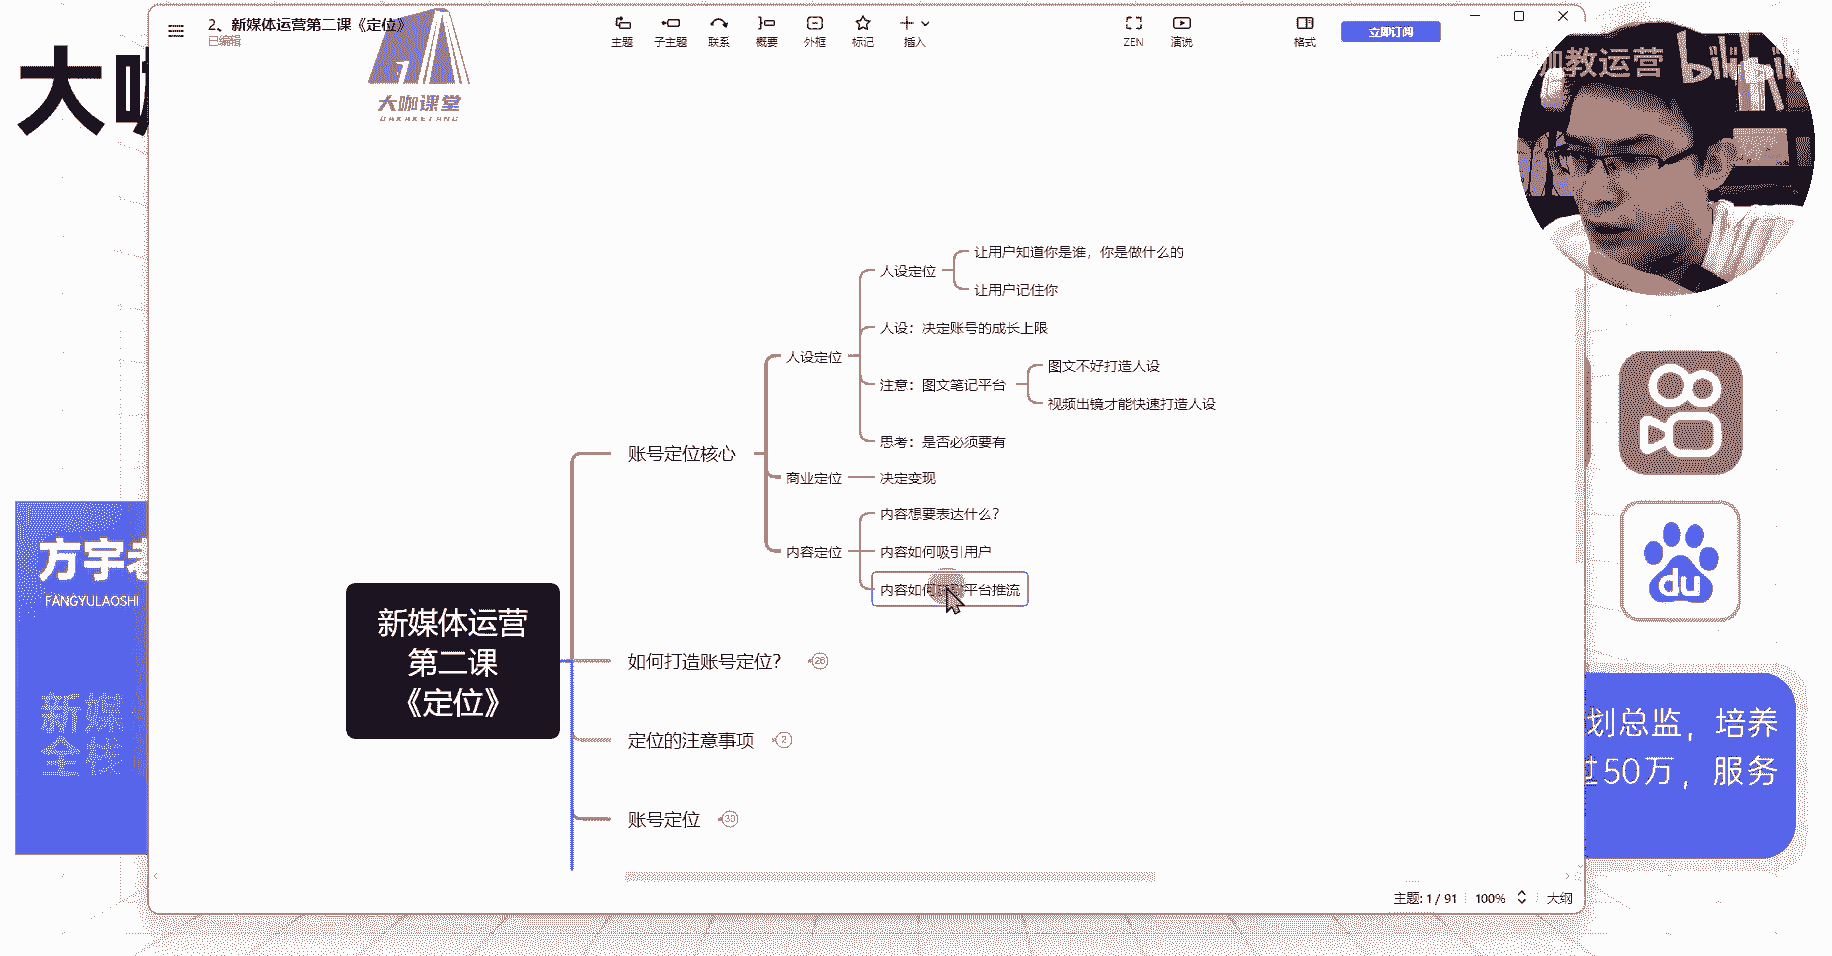 2、新媒体运营第二课《定位》
已编辑
主题
子主题
联系
概要
外框
标记
插入
ZEN
演说
格式
立即订阅
大
大咖课堂
DAKAKETANG
咖教运营
bilibili
账号定位核心
人设定位
人设定位
让用户知道你是谁，你是做什么的
让用户记住你
人设：决定账号的成长上限
注意：图文笔记平台
图文不好打造人设
视频出镜才能快速打造人设
思考：是否必须要有
商业定位
决定变现
内容定位
内容想要表达什么？
内容如何吸引用户
内容如何
平台推流
新媒体运营
第二课
《定位》
如何打造账号定位？
26
定位的注意事项
2
账号定位
30
方宇老
FANGYULAOSHI
新媒
全栈
du
划总监，培养
过50万，服务
主题: 1 / 91
100%
大纲